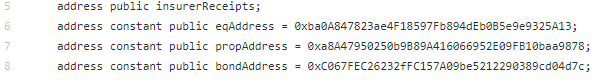 5 address public insurerReceipts;
6 address constant public eqAddress = 0xba0A847823ae4F18597Fb894dEb0B5e9e9325A13;
7 address constant public propAddress = 0xa8A47950250b9B89A416066952E09FB10baa9878;
8 address constant public bondAddress = 0xC067FEC26232fFC157A09be5212290389cd04d7c;